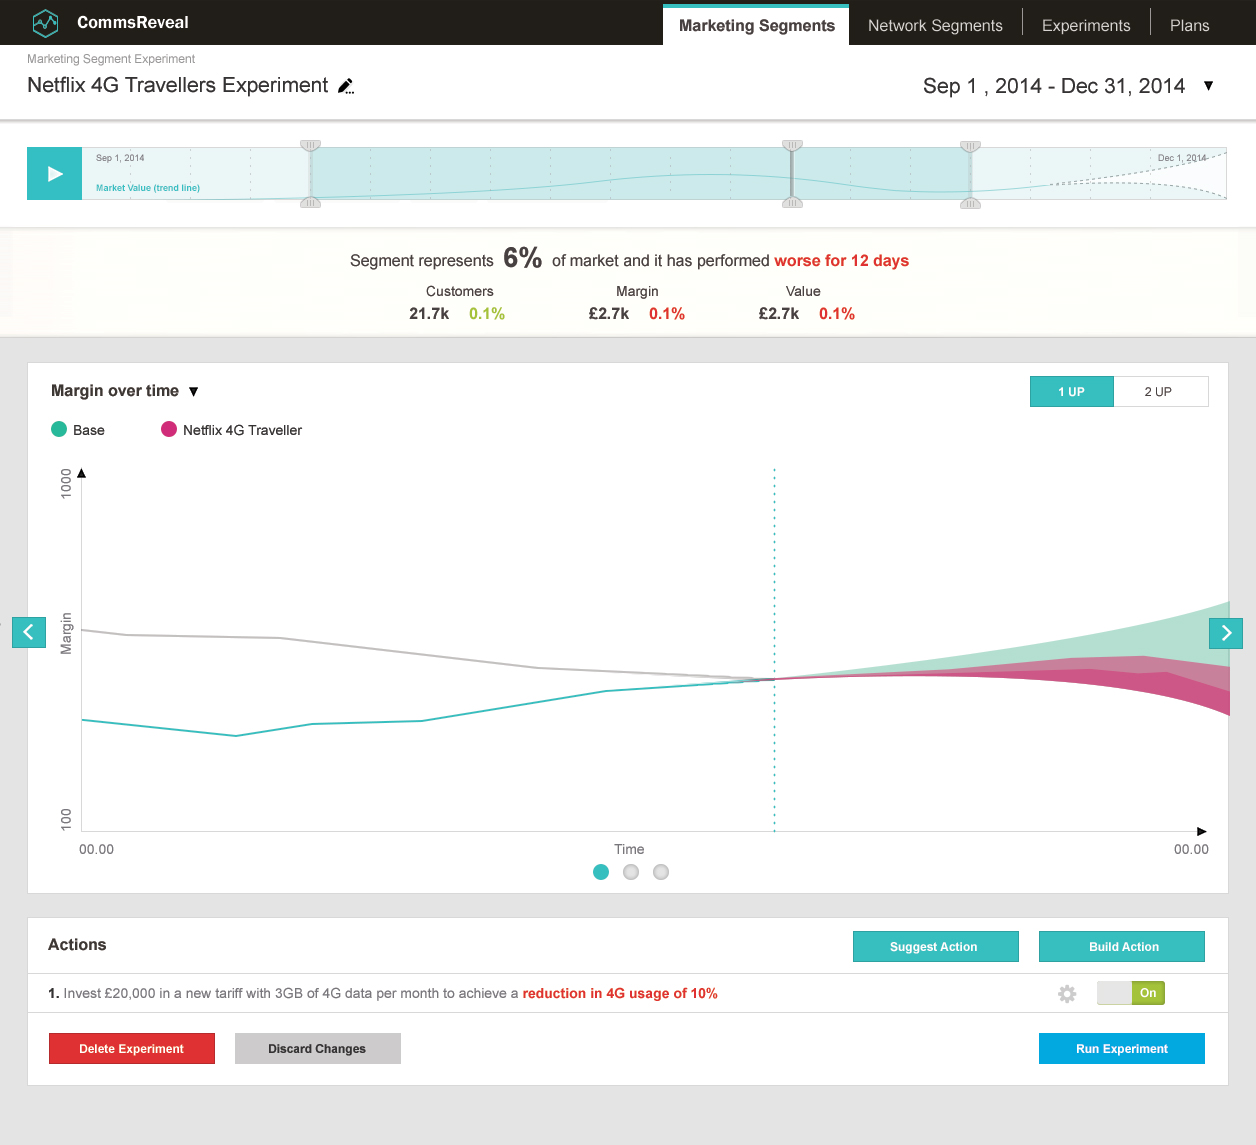 CommsReveal
Marketing Segments
Network Segments
Experiments
Plans
Marketing Segment Experiment
Netflix 4G Travellers Experiment
Sep 1 , 2014 - Dec 31, 2014
Sep 1, 2014
Dec 1, 2014
Market Value (trend line)
Segment represents 6% of market and it has performed worse for 12 days
Customers Margin Value
21.7k 0.1% £2.7k 0.1% £2.7k 0.1%
Margin over time
1 UP 2 UP
Base Netflix 4G Traveller
1000
Margin
100
00.00 Time 00.00
Actions
Suggest Action
Build Action
1. Invest £20,000 in a new tariff with 3GB of 4G data per month to achieve a reduction in 4G usage of 10%
On
Delete Experiment
Discard Changes
Run Experiment